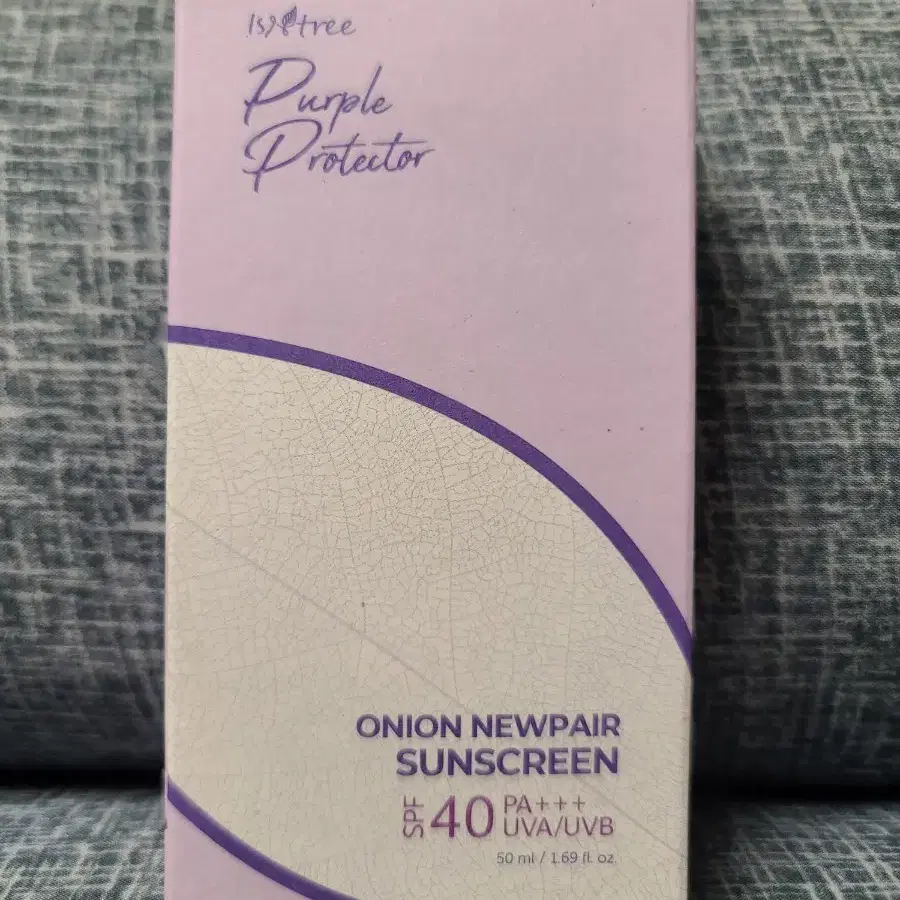 Isntree
Purple
Protector
ONION NEWPAIR
SUNSCREEN
SPF 40 PA+++
UVA/UVB
50 ml / 1.69 fl. oz.